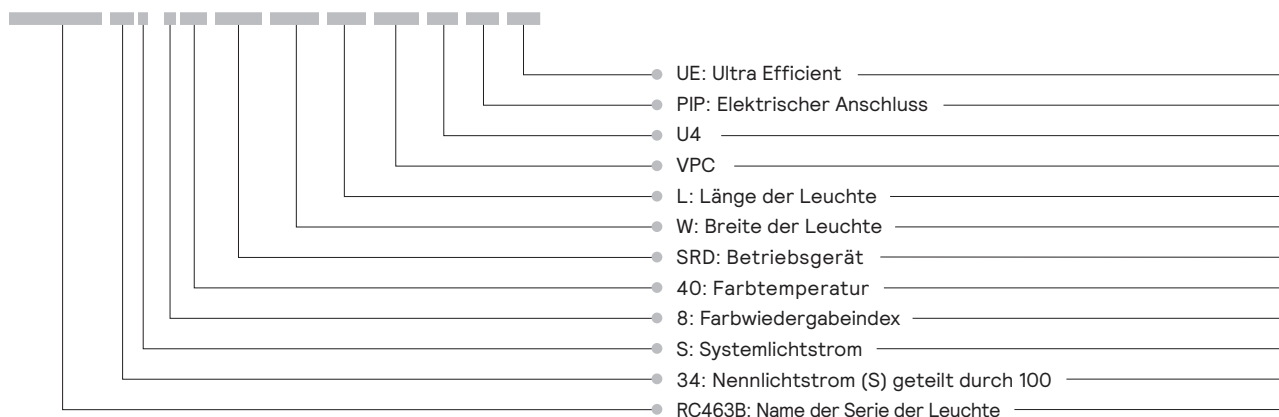 UE: Ultra Efficient
PIP: Elektrischer Anschluss
U4
VPC
L: Länge der Leuchte
W: Breite der Leuchte
SRD: Betriebsgerät
40: Farbtemperatur
8: Farbwiedergabeindex
S: Systemlichtstrom
34: Nennlichtstrom (S) geteilt durch 100
RC463B: Name der Serie der Leuchte